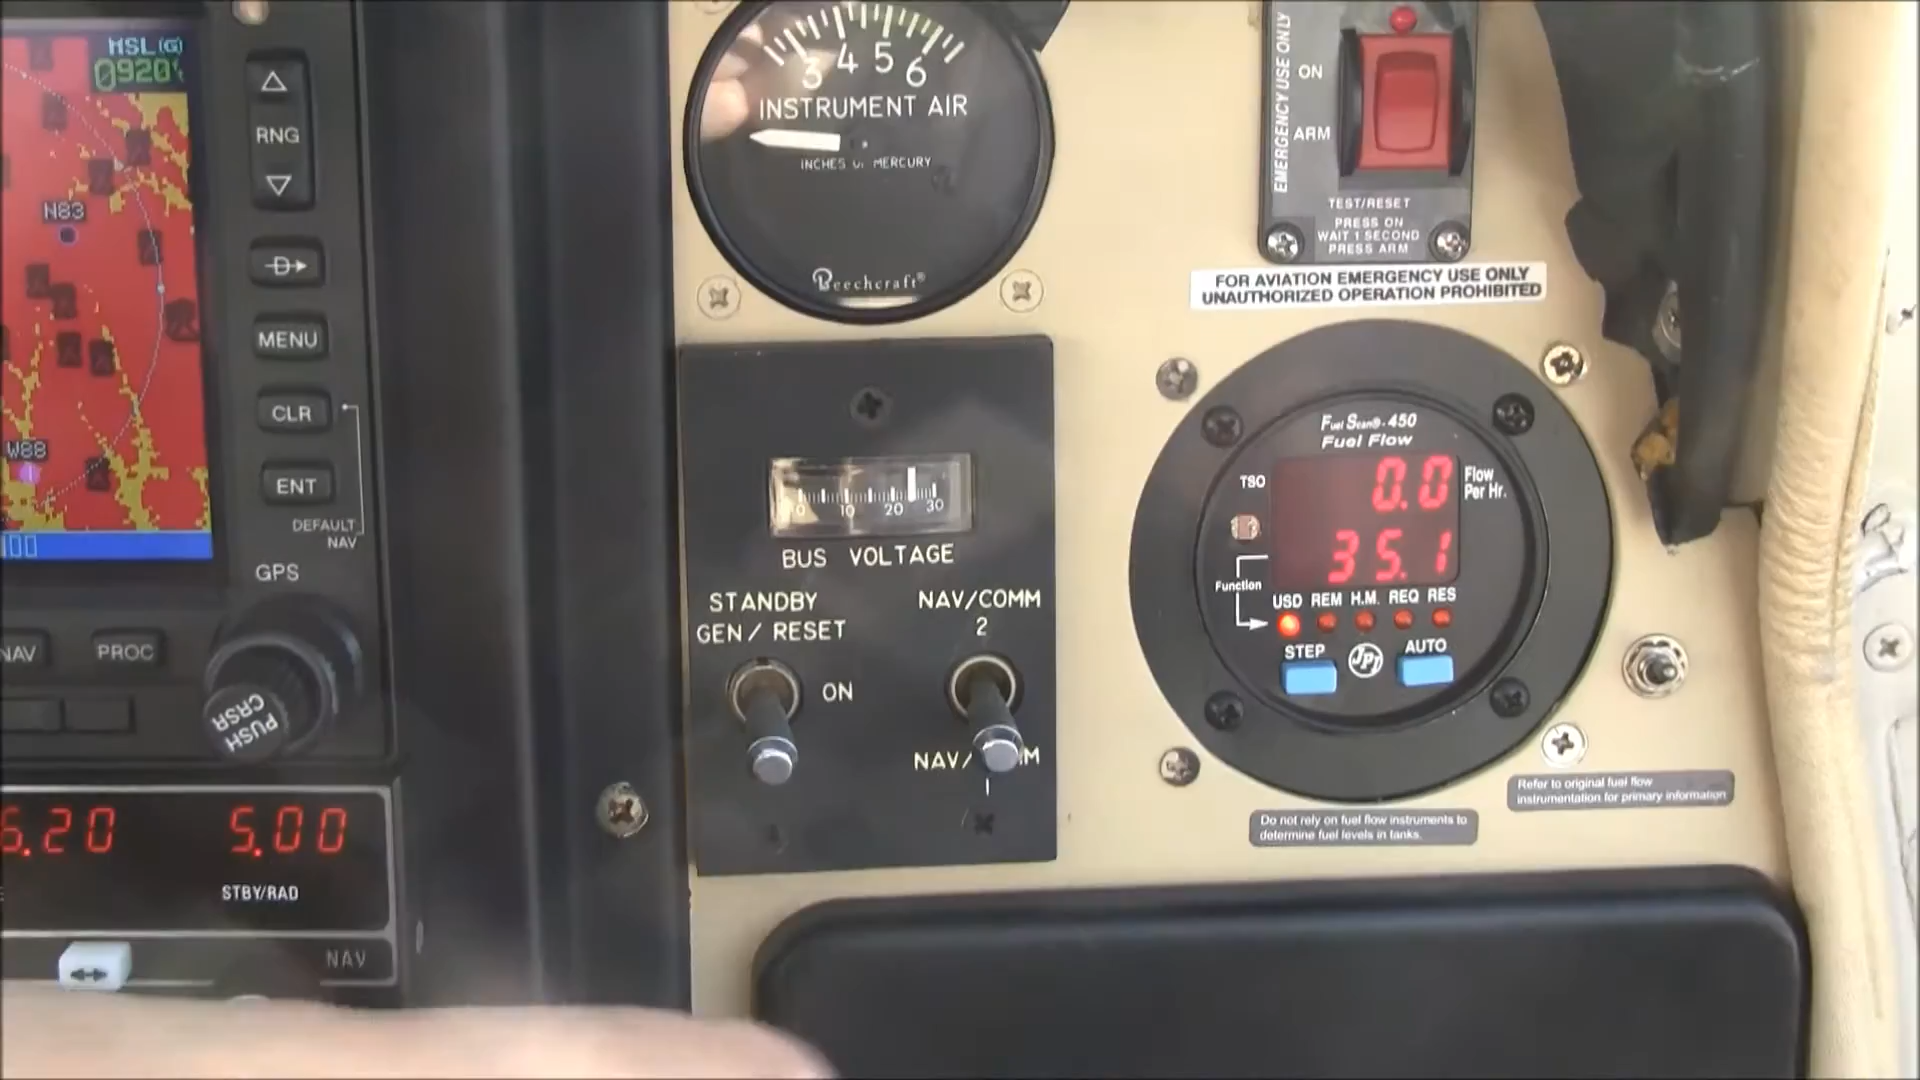 MSL(G)
0920
N83
W88
RNG
MENU
CLR
ENT
DEFAULT
NAV
GPS
NAV
PROC
PUSH
CRSR
6.20
5.00
STBY/RAD
NAV
3 4 5 6
INSTRUMENT AIR
INCHES OF MERCURY
Beechcraft®
0 10 20 30
BUS VOLTAGE
STANDBY
GEN/RESET
ON
NAV/COMM
2
1
EMERGENCY USE ONLY
ON
ARM
TEST/RESET
PRESS ON
WAIT 1 SECOND
PRESS ARM
FOR AVIATION EMERGENCY USE ONLY
UNAUTHORIZED OPERATION PROHIBITED
Fuel Scan®-450
Fuel Flow
TSO
0.0
Flow
Per Hr.
35.1
Function
USD REM H.M. REQ RES
STEP
JPI
AUTO
Refer to original fuel flow
instrumentation for primary information
Do not rely on fuel flow instruments to
determine fuel levels in tanks.